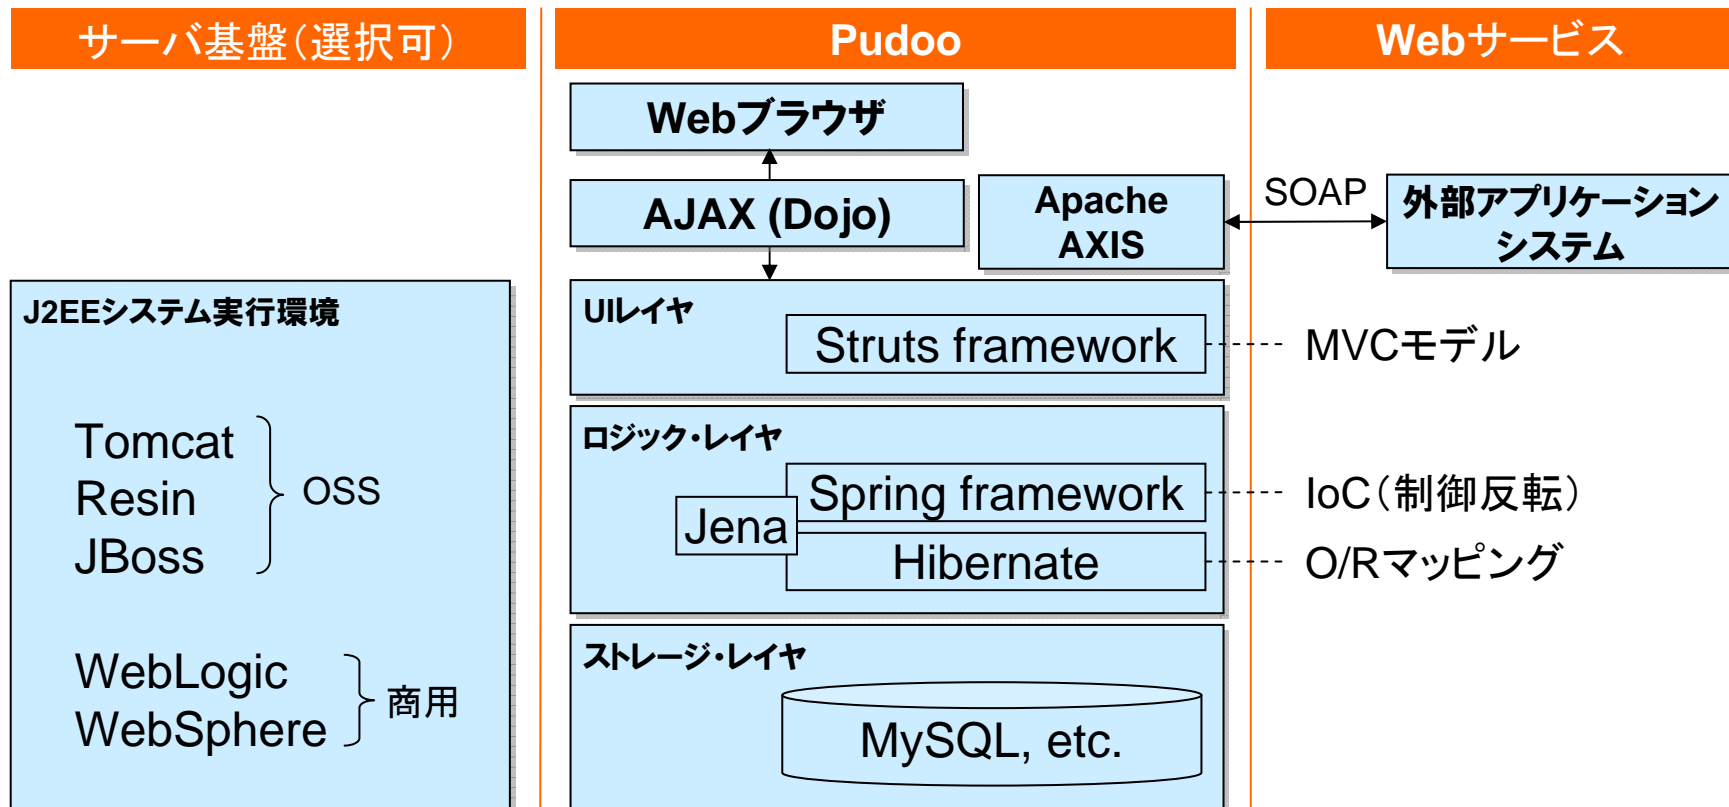 サーバ基盤（選択可）
Pudoo
Webサービス
Webブラウザ
AJAX (Dojo)
Apache
AXIS
SOAP
外部アプリケーション
システム
J2EEシステム実行環境
Tomcat
Resin
JBoss
OSS
WebLogic
WebSphere
商用
UIレイヤ
Struts framework
MVCモデル
ロジック・レイヤ
Spring framework
IoC（制御反転）
Jena
Hibernate
O/Rマッピング
ストレージ・レイヤ
MySQL, etc.